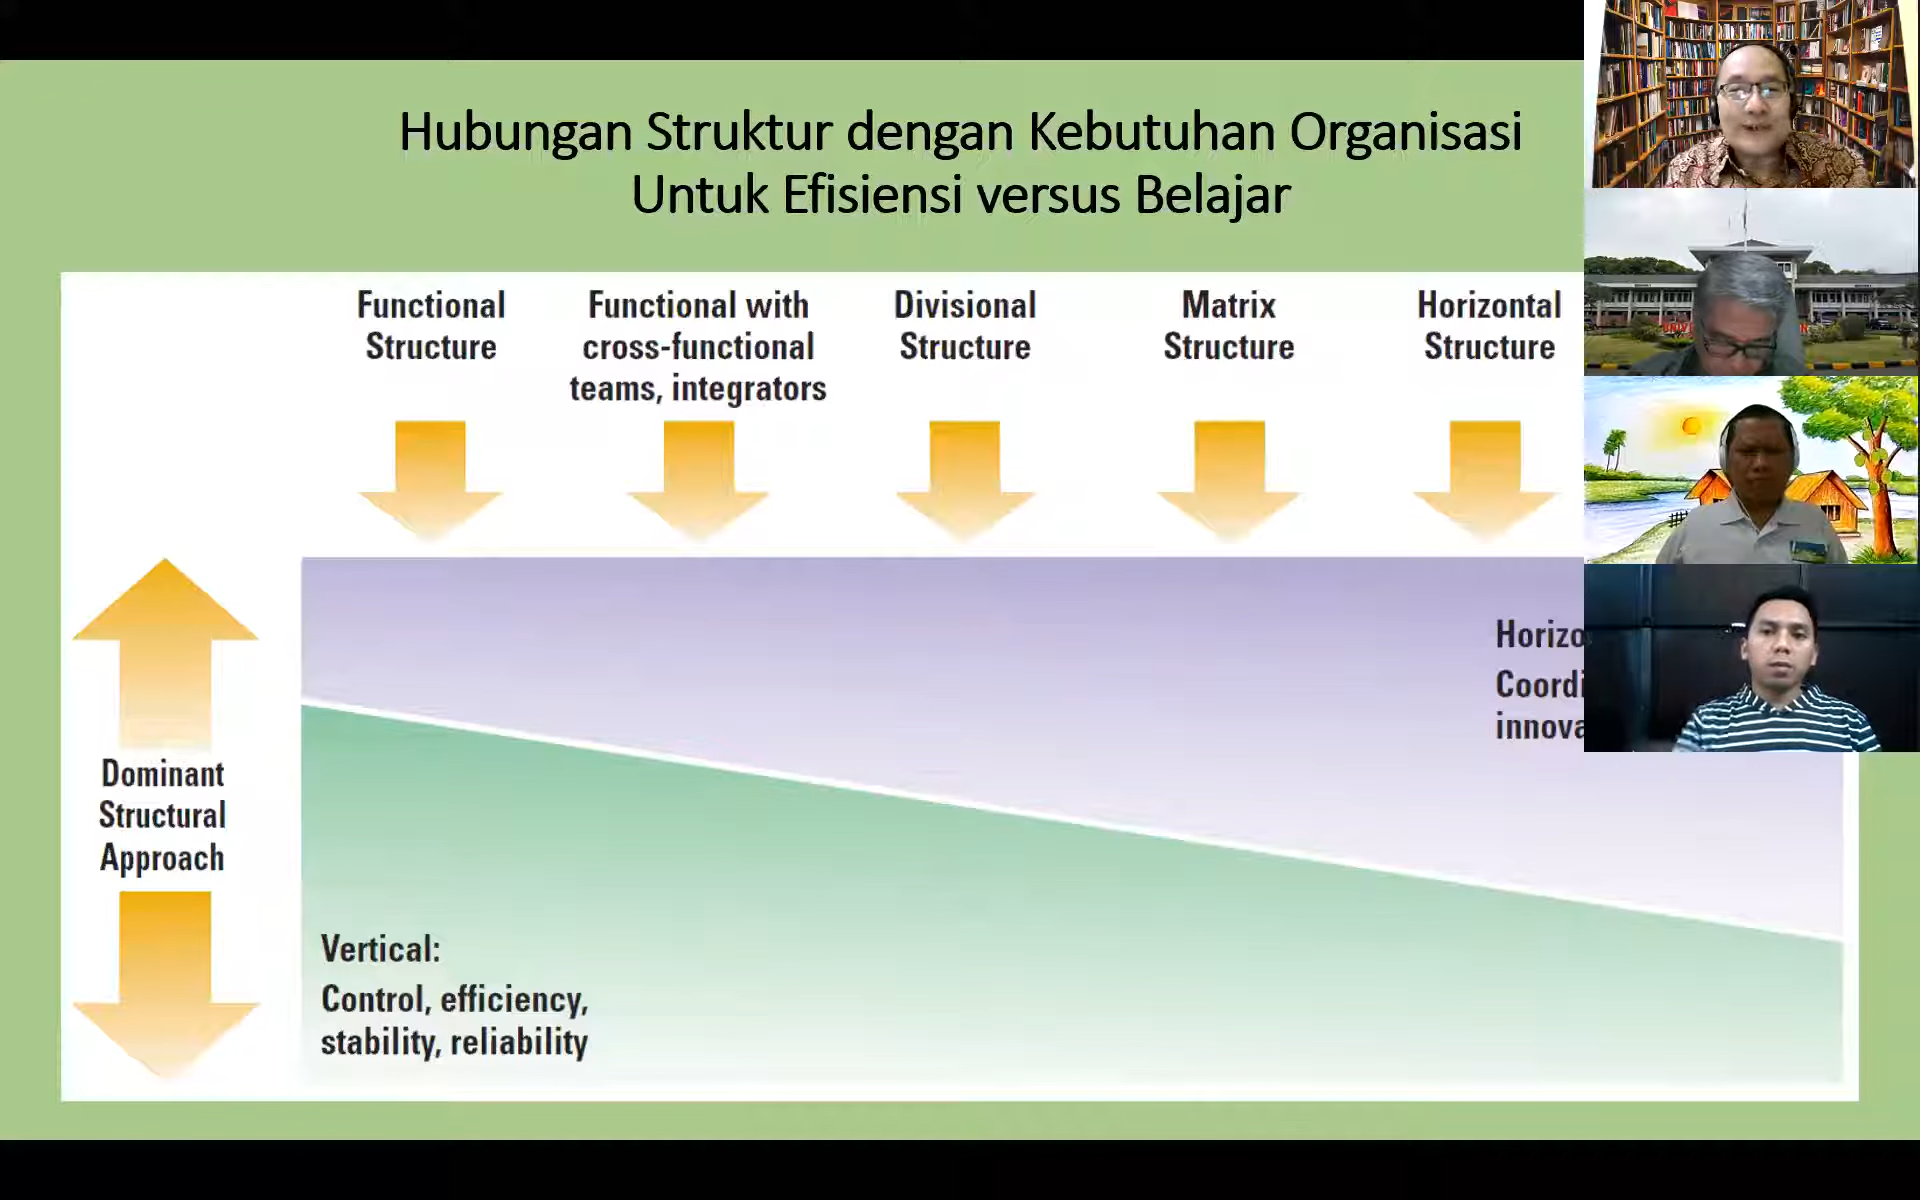 Hubungan Struktur dengan Kebutuhan Organisasi
Untuk Efisiensi versus Belajar
Functional
Structure
Functional with
cross-functional
teams, integrators
Divisional
Structure
Matrix
Structure
Horizontal
Structure
Dominant
Structural
Approach
Vertical:
Control, efficiency,
stability, reliability